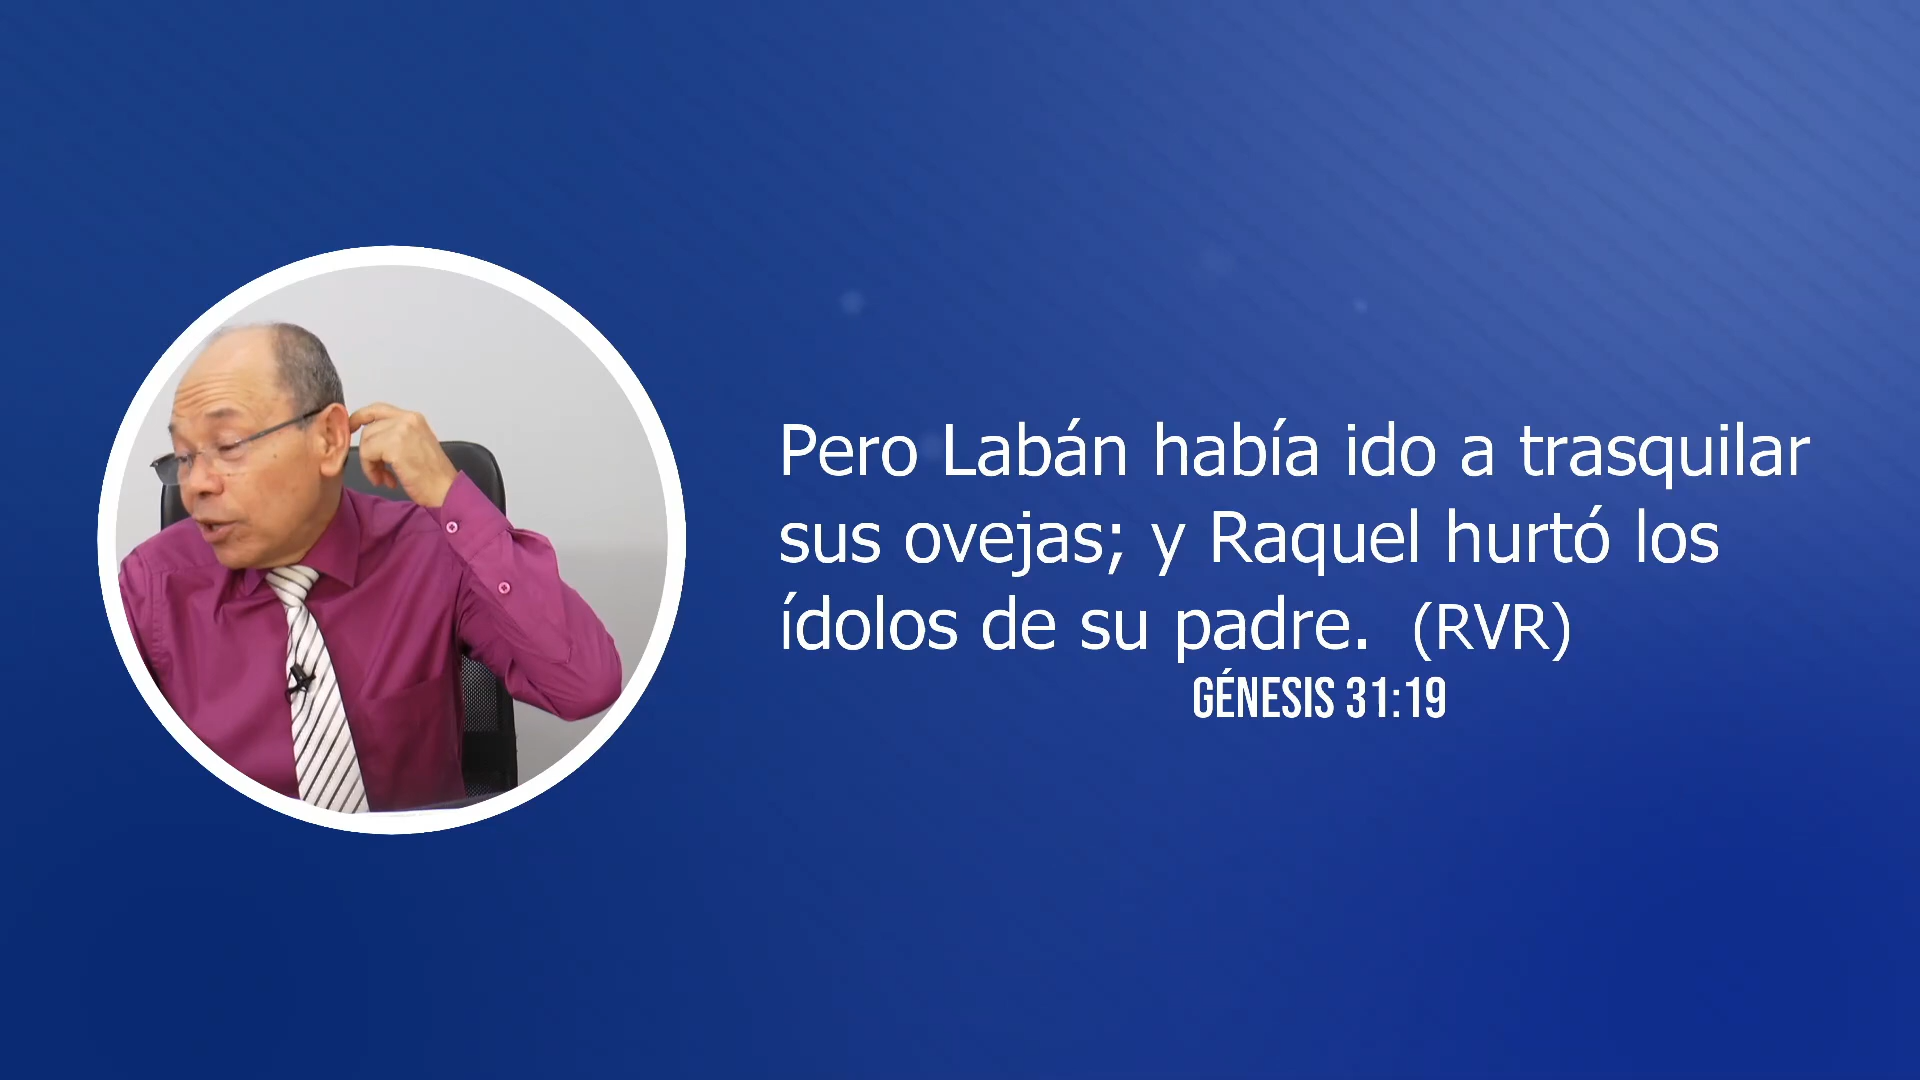 Pero Labán había ido a trasquilar
sus ovejas; y Raquel hurtó los
ídolos de su padre.  (RVR)
GÉNESIS 31:19